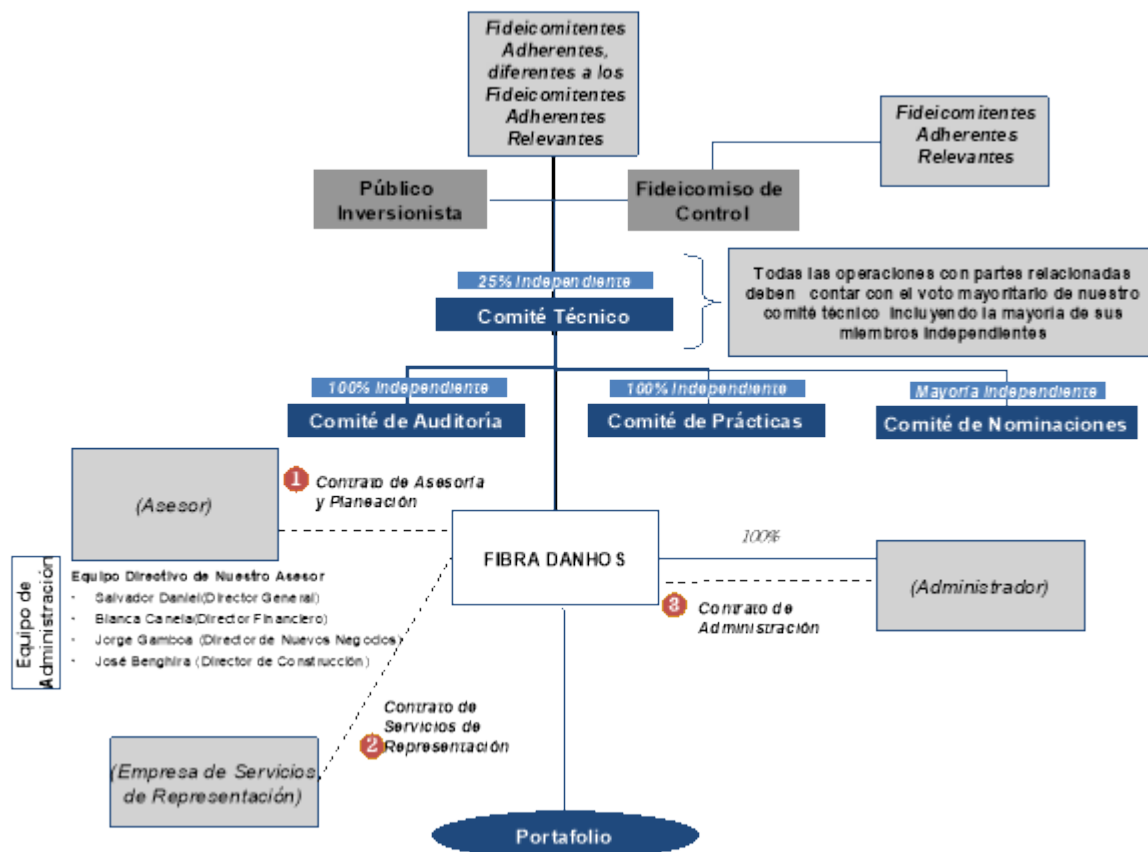 Fideicomitentes
Adherentes,
diferentes a los
Fideicomitentes
Adherentes
Relevantes
Fideicomitentes
Adherentes
Relevantes
Público
Inversionista
Fideicomiso de
Control
25% Independiente
Comité Técnico
Todas las operaciones con partes relacionadas
deben contar con el voto mayoritario de nuestro
comité técnico incluyendo la mayoría de sus
miembros independientes
100% Independiente
Comité de Auditoría
100% Independiente
Comité de Prácticas
Mayoría Independiente
Comité de Nominaciones
(Asesor)
1
Contrato de Asesoría
y Planeación
FIBRA DANHOS
100%
(Administrador)
3
Contrato de
Administración
Equipo de
Administración
Equipo Directivo de Nuestro Asesor
- Salvador Daniel(Director General)
- Blanca Canela(Director Financiero)
- Jorge Gamboa (Director de Nuevos Negocios)
- José Benghira (Director de Construcción)
Contrato de
Servicios de
2 Representación
(Empresa de Servicios
de Representación)
Portafolio